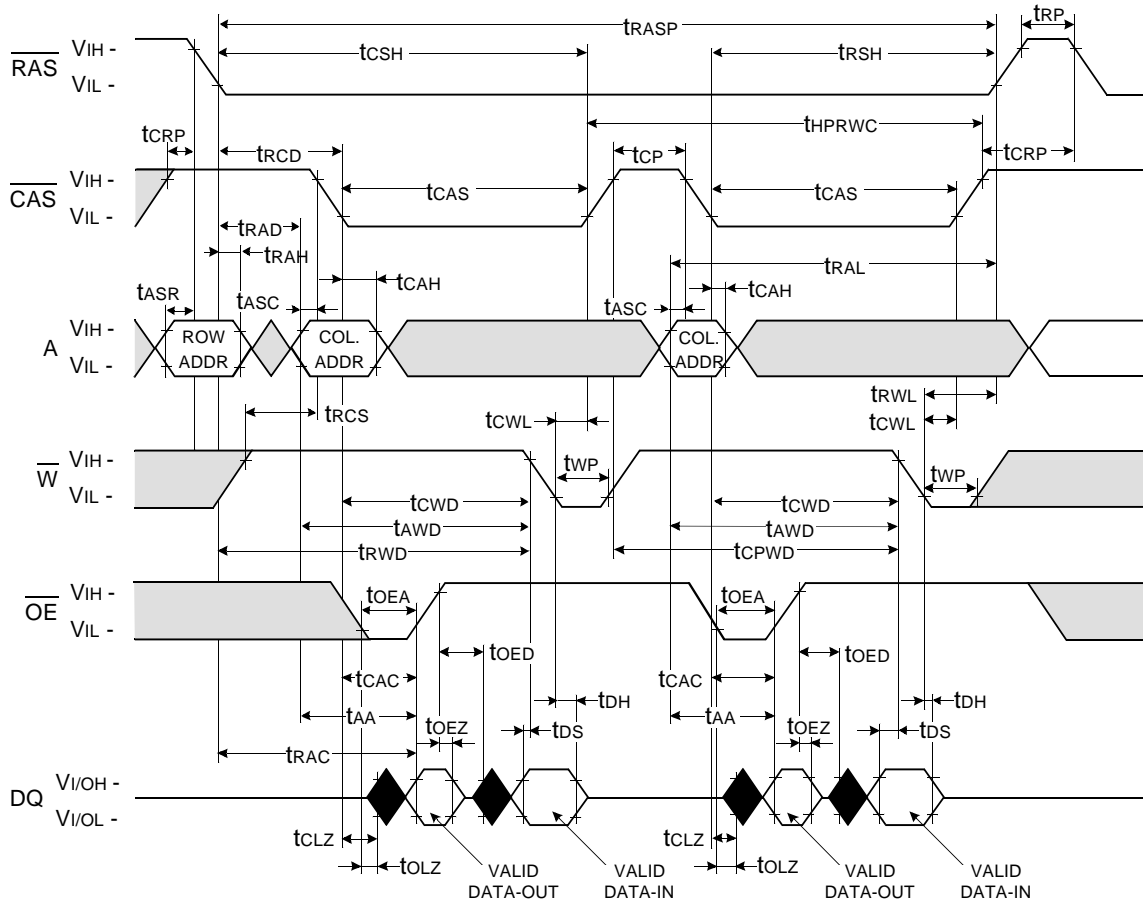 tRASP
tRP
tCSH
tRSH
RAS
VIH -
VIL -
tHPRWC
tCRP
tRCD
tCP
tCRP
CAS
VIH -
VIL -
tCAS
tCAS
tRAD
tRAH
tRAL
tCAH
tCAH
tASR
tASC
tASC
A
VIH -
VIL -
ROW
ADDR
COL.
ADDR
COL.
ADDR
tRWL
tRCS
tCWL
tCWL
W
VIH -
VIL -
tWP
tWP
tCWD
tCWD
tAWD
tAWD
tRWD
tCPWD
OE
VIH -
VIL -
tOEA
tOEA
tOED
tOED
tCAC
tCAC
tDH
tDH
tAA
tAA
tOEZ
tOEZ
tDS
tDS
tRAC
DQ
VI/OH -
VI/OL -
tCLZ
tCLZ
tOLZ
tOLZ
VALID
DATA-OUT
VALID
DATA-IN
VALID
DATA-OUT
VALID
DATA-IN